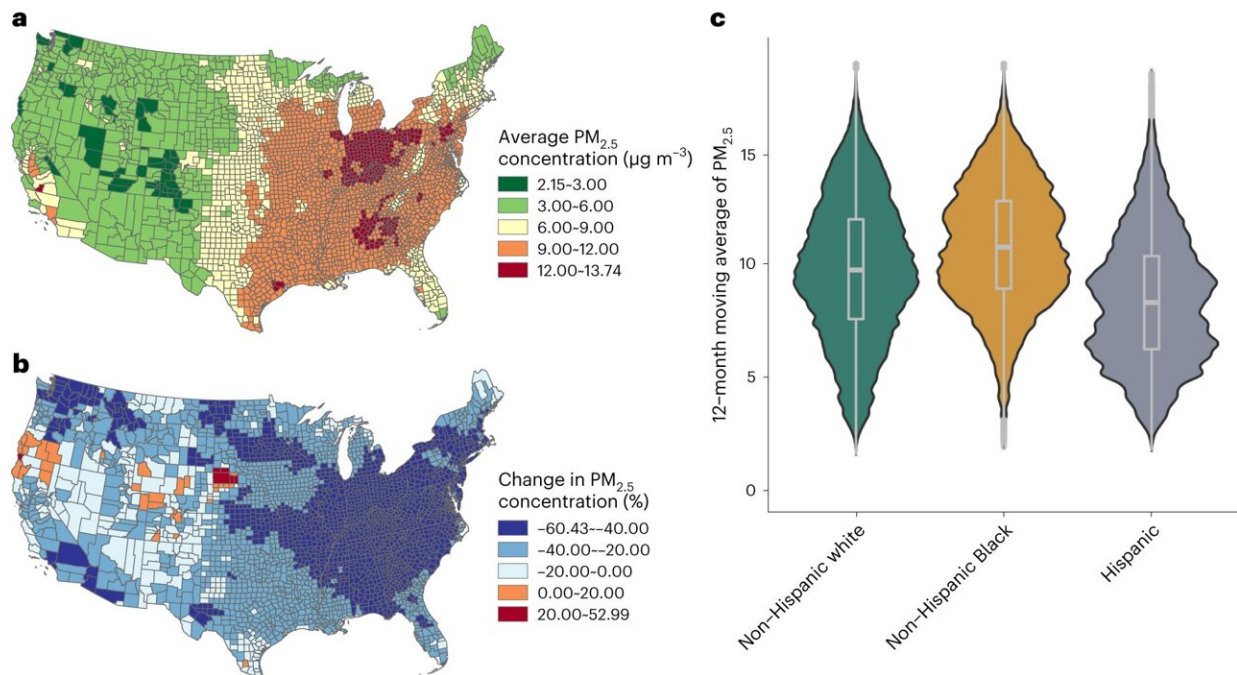 a
Average PM2.5
concentration (µg m−3)
2.15–3.00
3.00–6.00
6.00–9.00
9.00–12.00
12.00–13.74
b
Change in PM2.5
concentration (%)
−60.43~−40.00
−40.00~−20.00
−20.00~0.00
0.00~20.00
20.00~52.99
c
12−month moving average of PM2.5
15
10
5
0
Non−Hispanic white
Non−Hispanic Black
Hispanic